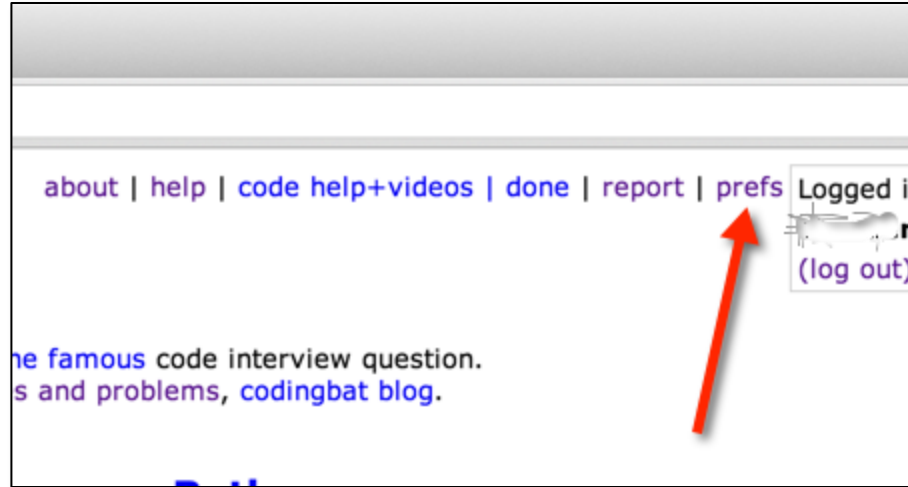 about | help | code help+videos | done | report | prefs
Logged i
(log out)
he famous code interview question.
s and problems, codingbat blog.